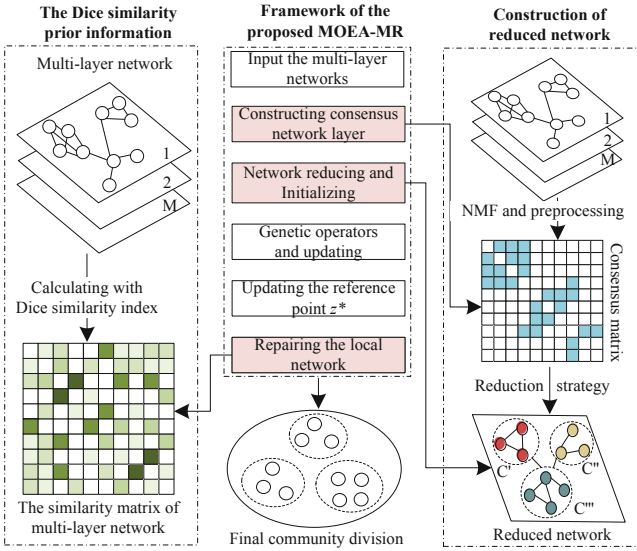 The Dice similarity
prior information
Multi-layer network
1
2
M
Calculating with
Dice similarity index
The similarity matrix of
multi-layer network
Framework of the
proposed MOEA-MR
Input the multi-layer
networks
Constructing consensus
network layer
Network reducing and
Initializing
Genetic operators
and updating
Updating the reference
point z*
Repairing the local
network
Final community division
Construction of
reduced network
1
2
M
NMF and preprocessing
Consensus matrix
Reduction strategy
C'
C''
C'''
Reduced network